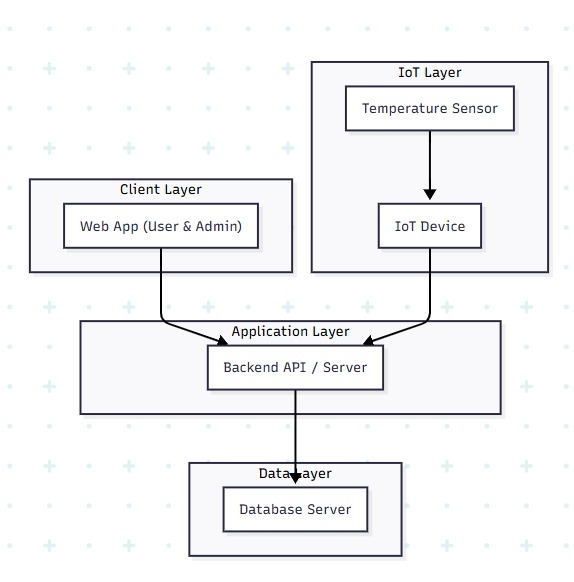 IoT Layer
Temperature Sensor
Client Layer
Web App (User & Admin)
IoT Device
Application Layer
Backend API / Server
Data Layer
Database Server